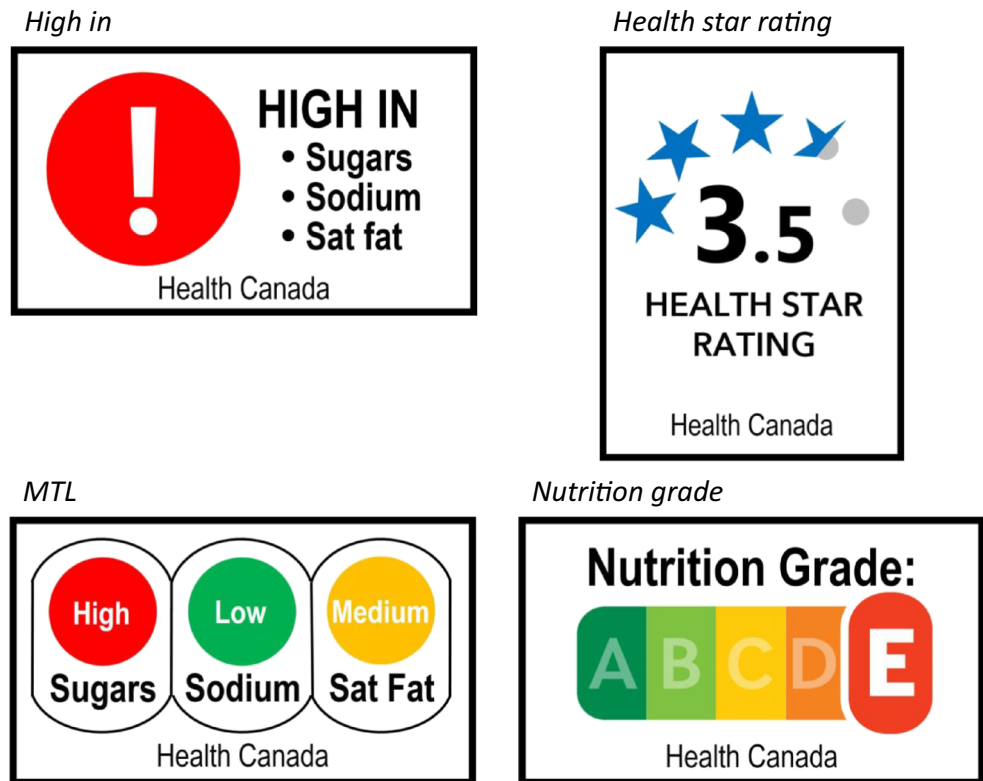 High in
HIGH IN
• Sugars
• Sodium
• Sat fat
Health Canada
Health star rating
3.5
HEALTH STAR
RATING
Health Canada
MTL
High
Low
Medium
Sugars
Sodium
Sat Fat
Health Canada
Nutrition grade
Nutrition Grade:
A B C D E
Health Canada